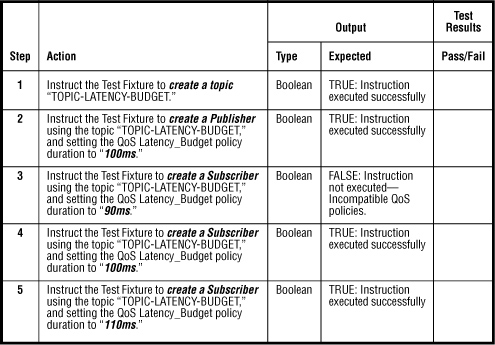 Output
Test
Results
Step
Action
Type
Expected
Pass/Fail
1
Instruct the Test Fixture to create a topic
“TOPIC-LATENCY-BUDGET.”
Boolean
TRUE: Instruction
executed successfully
2
Instruct the Test Fixture to create a Publisher
using the topic “TOPIC-LATENCY-BUDGET,”
and setting the QoS Latency_Budget policy
duration to “100ms.”
Boolean
TRUE: Instruction
executed successfully
3
Instruct the Test Fixture to create a Subscriber
using the topic “TOPIC-LATENCY-BUDGET,”
and setting the QoS Latency_Budget policy
duration to “90ms.”
Boolean
FALSE: Instruction
not executed—
Incompatible QoS
policies.
4
Instruct the Test Fixture to create a Subscriber
using the topic “TOPIC-LATENCY-BUDGET,”
and setting the QoS Latency_Budget policy
duration to “100ms.”
Boolean
TRUE: Instruction
executed successfully
5
Instruct the Test Fixture to create a Subscriber
using the topic “TOPIC-LATENCY-BUDGET,”
and setting the QoS Latency_Budget policy
duration to “110ms.”
Boolean
TRUE: Instruction
executed successfully